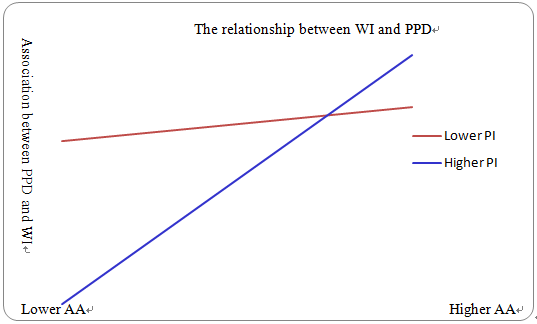 The relationship between WI and PPD
Association between PPD and WI
Lower PI
Higher PI
Lower AA
Higher AA